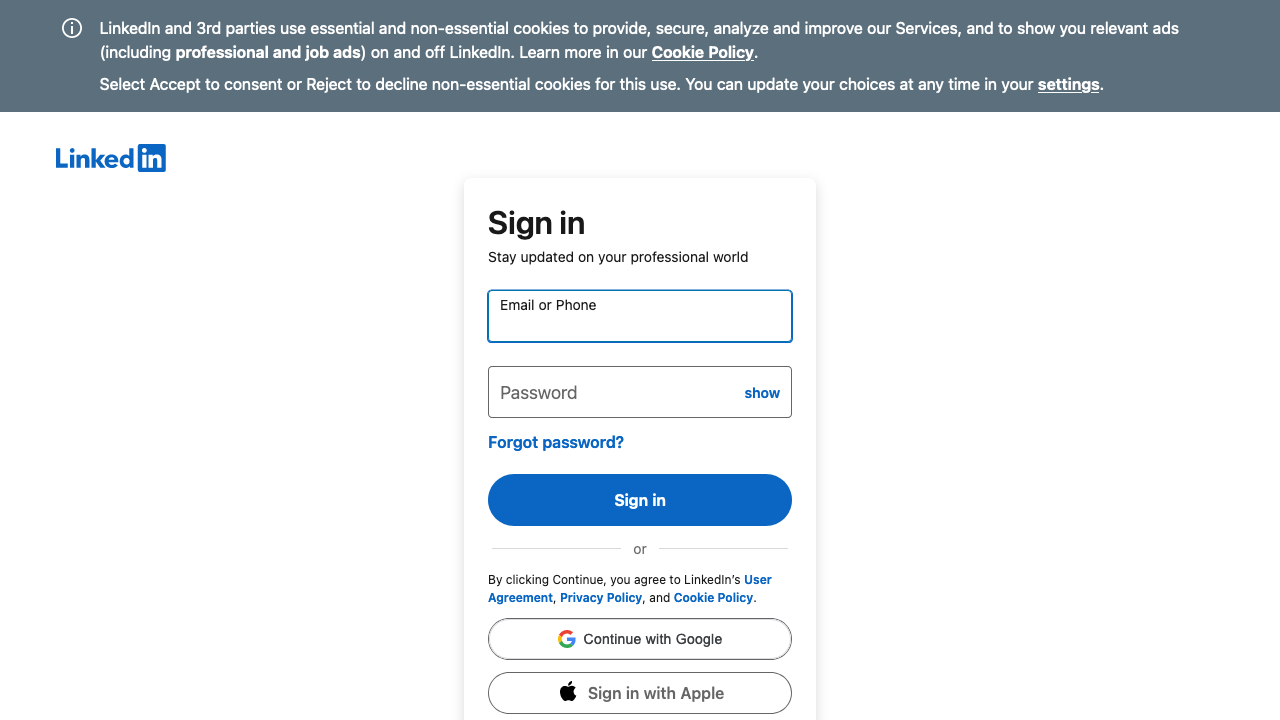 LinkedIn and 3rd parties use essential and non-essential cookies to provide, secure, analyze and improve our Services, and to show you relevant ads
(including professional and job ads) on and off LinkedIn. Learn more in our Cookie Policy.
Select Accept to consent or Reject to decline non-essential cookies for this use. You can update your choices at any time in your settings.
LinkedIn
Sign in
Stay updated on your professional world
Email or Phone
Password show
Forgot password?
Sign in
or
By clicking Continue, you agree to LinkedIn’s User
Agreement, Privacy Policy, and Cookie Policy.
Continue with Google
Sign in with Apple